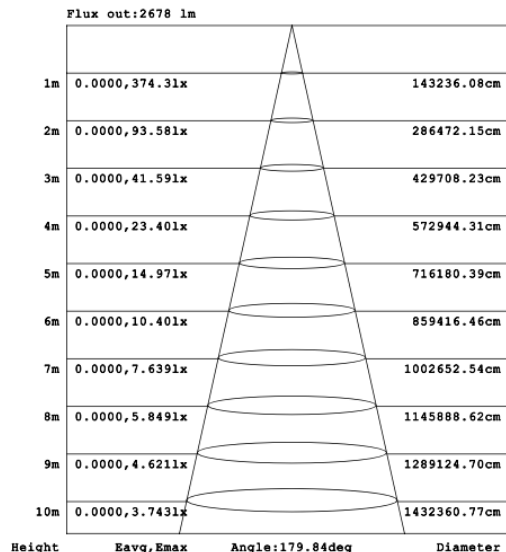 Flux out:2678 lm
1m 0.0000,374.3lx 143236.08cm
2m 0.0000,93.58lx 286472.15cm
3m 0.0000,41.59lx 429708.23cm
4m 0.0000,23.40lx 572944.31cm
5m 0.0000,14.97lx 716180.39cm
6m 0.0000,10.40lx 859416.46cm
7m 0.0000,7.639lx 1002652.54cm
8m 0.0000,5.849lx 1145888.62cm
9m 0.0000,4.621lx 1289124.70cm
10m 0.0000,3.743lx 1432360.77cm
Height Eavg,Emax Angle:179.84deg Diameter